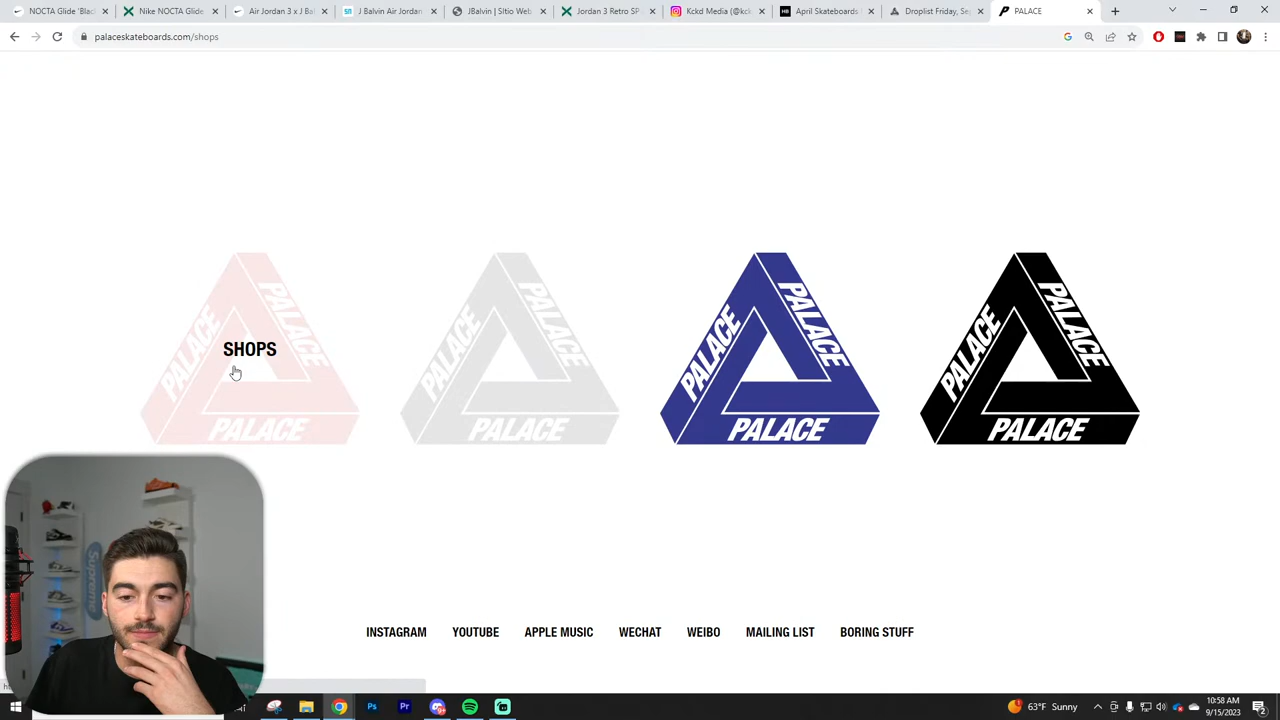 NOCTA Glide 'Blac
Nike NOCTA Glide
Air Jordan 3 x J Bal
J Balvin Air Jordan
JBalvin | SItio Web
Jordan 3 Retro SP
Kckd Media (@kck
April Skateboards
Droplist Friday, Se
PALACE
palaceskateboards.com/shops
PALACE PALACE PALACE
PALACE PALACE PALACE
PALACE PALACE PALACE
PALACE PALACE PALACE
SHOPS
INSTAGRAM YOUTUBE APPLE MUSIC WECHAT WEIBO MAILING LIST BORING STUFF
Supreme
63°F Sunny
10:58 AM
9/15/2023